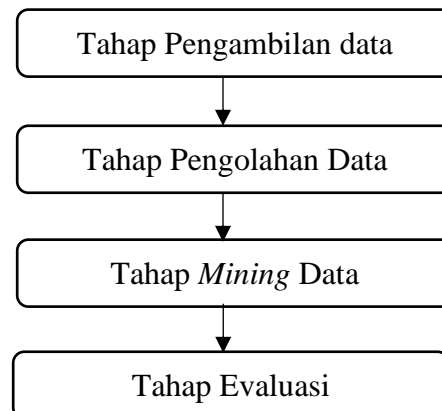 Tahap Pengambilan data
Tahap Pengolahan Data
Tahap Mining Data
Tahap Evaluasi